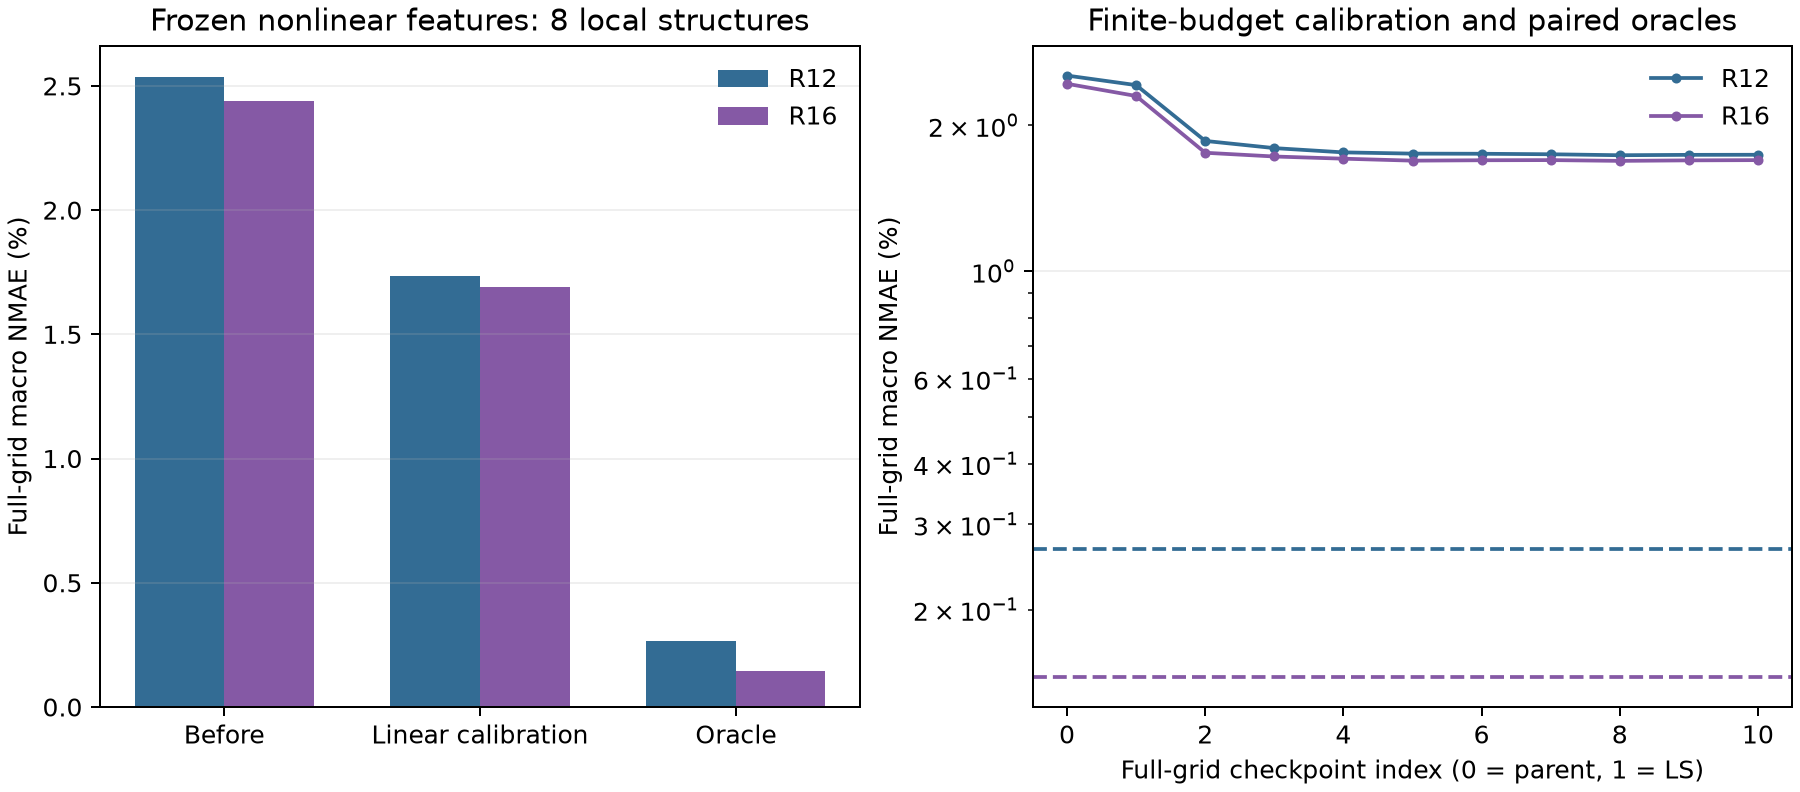 Frozen nonlinear features: 8 local structures
Full-grid macro NMAE (%)
2.5
2.0
1.5
1.0
0.5
0.0
R12
R16
Before
Linear calibration
Oracle
Finite-budget calibration and paired oracles
Full-grid macro NMAE (%)
2 × 10⁰
10⁰
6 × 10⁻¹
4 × 10⁻¹
3 × 10⁻¹
2 × 10⁻¹
R12
R16
0 2 4 6 8 10
Full-grid checkpoint index (0 = parent, 1 = LS)